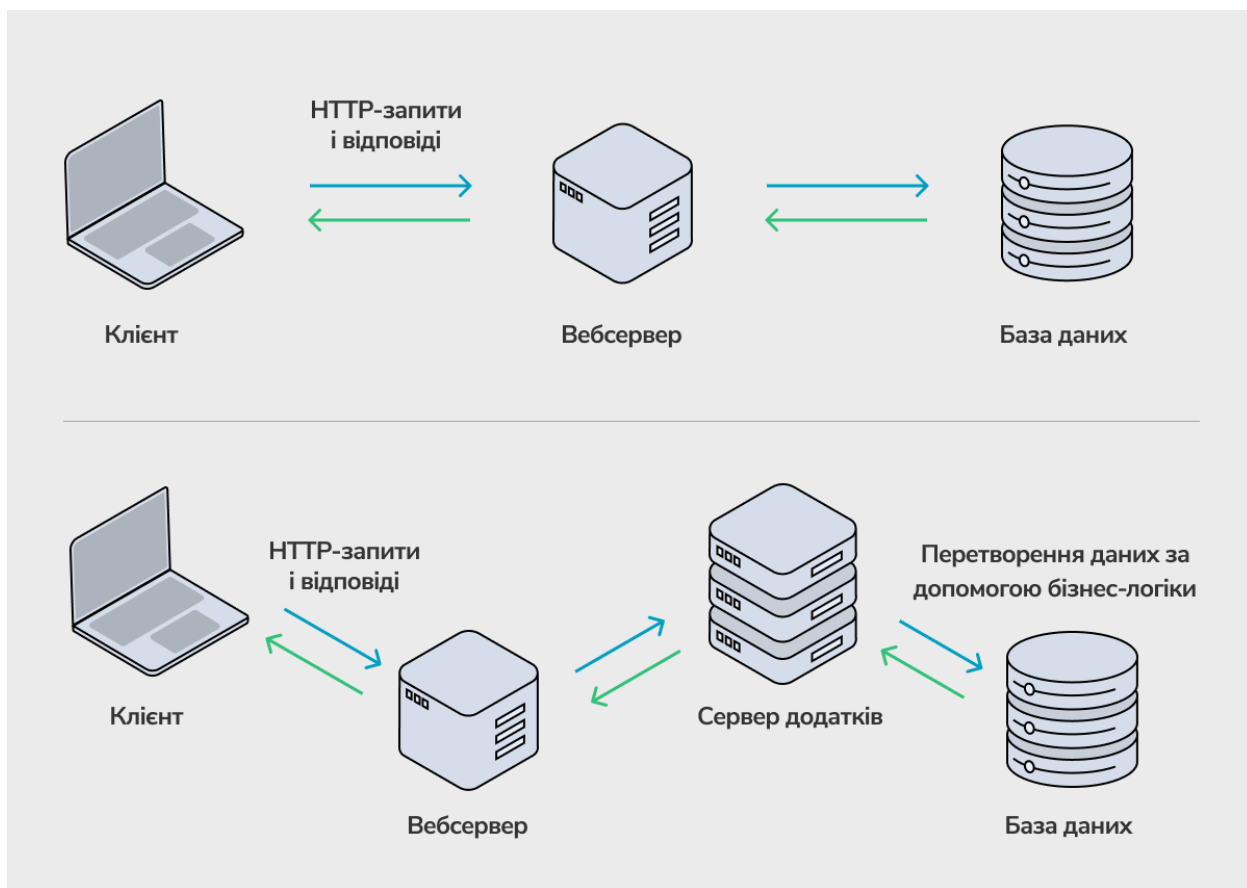 HTTP-запити
і відповіді
Клієнт
Вебсервер
База даних
HTTP-запити
і відповіді
Перетворення даних за
допомогою бізнес-логіки
Клієнт
Сервер додатків
Вебсервер
База даних